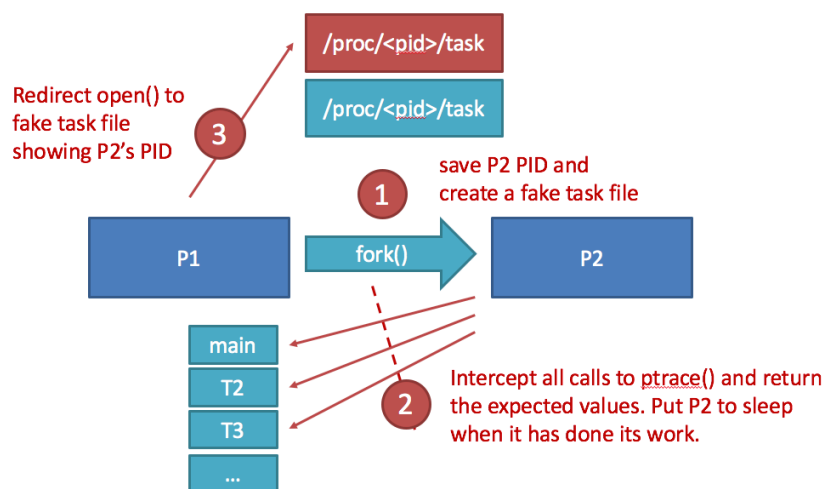 /proc/<pid>/task
/proc/<pid>/task
Redirect open() to
fake task file
showing P2's PID
3
save P2 PID and
create a fake task file
1
P1
fork()
P2
main
T2
T3
...
2
Intercept all calls to ptrace() and return
the expected values. Put P2 to sleep
when it has done its work.